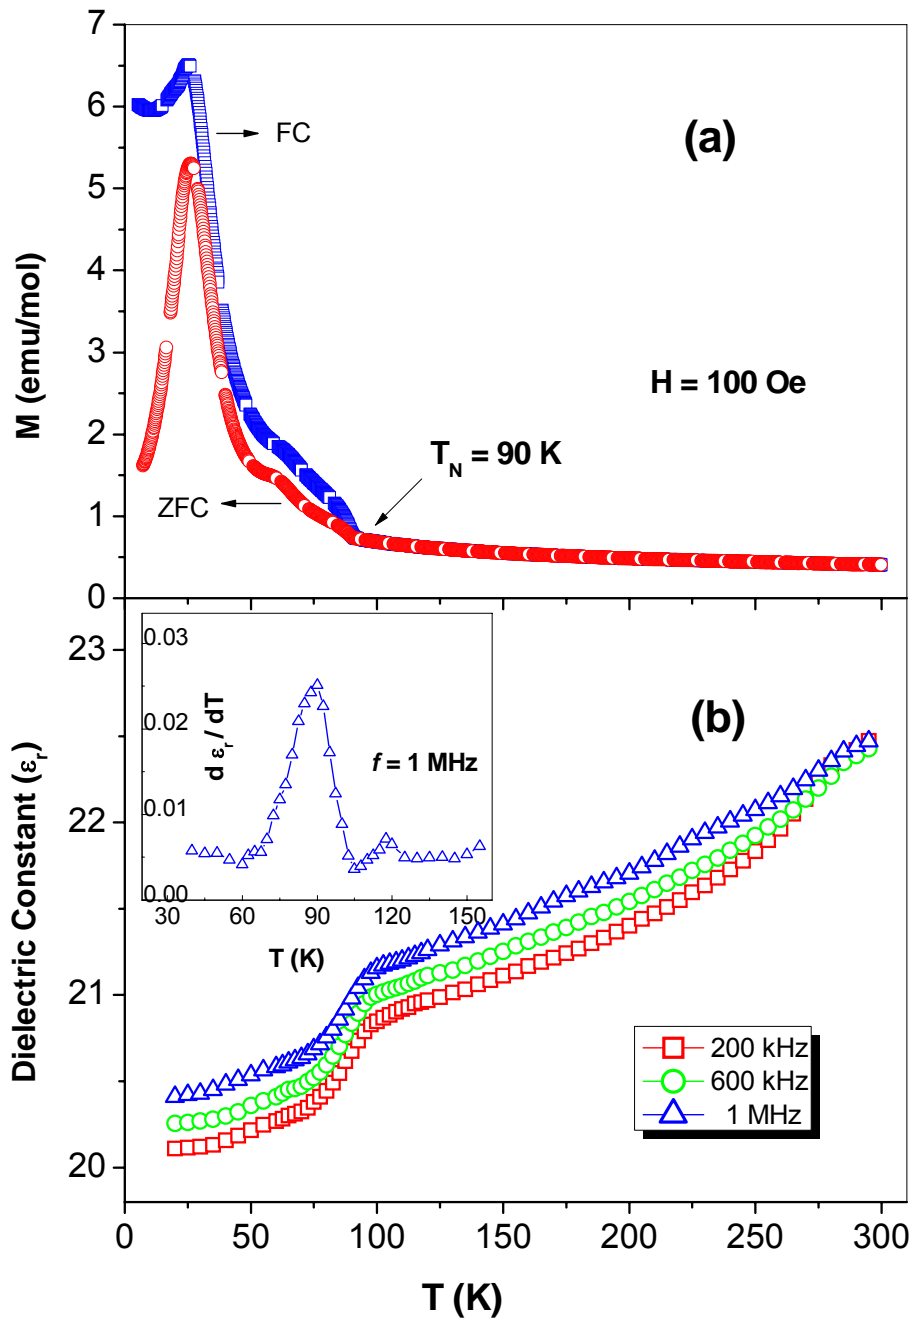 7
6
5
4
3
2
1
0
M (emu/mol)
FC
(a)
H = 100 Oe
T_N = 90 K
ZFC
23
22
21
20
Dielectric Constant (ε_r)
0.03
0.02
0.01
0.00
d ε_r / dT
f = 1 MHz
30 60 90 120 150
T (K)
(b)
200 kHz
600 kHz
1 MHz
0 50 100 150 200 250 300
T (K)